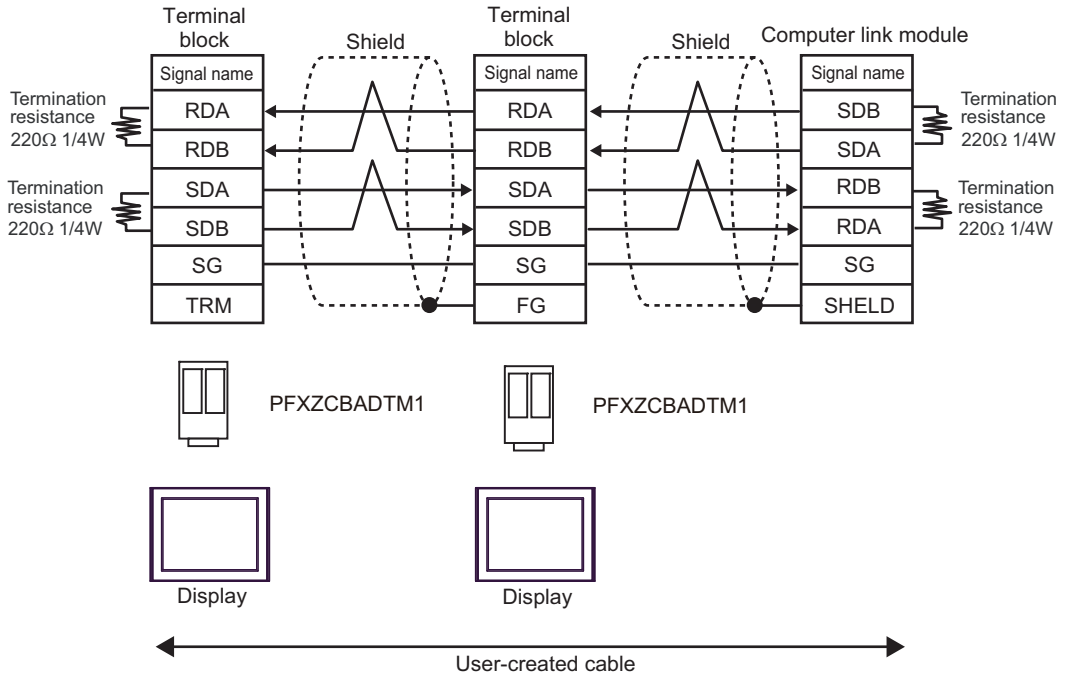 Terminal
block
Shield
Terminal
block
Shield
Computer link module
Signal name
Signal name
Signal name
Termination
resistance
220Ω 1/4W
RDA
RDA
SDB
Termination
resistance
220Ω 1/4W
RDB
RDB
SDA
Termination
resistance
220Ω 1/4W
SDA
SDA
RDB
Termination
resistance
220Ω 1/4W
SDB
SDB
RDA
SG
SG
SG
TRM
FG
SHELD
PFXZCBADTM1
PFXZCBADTM1
Display
Display
User-created cable